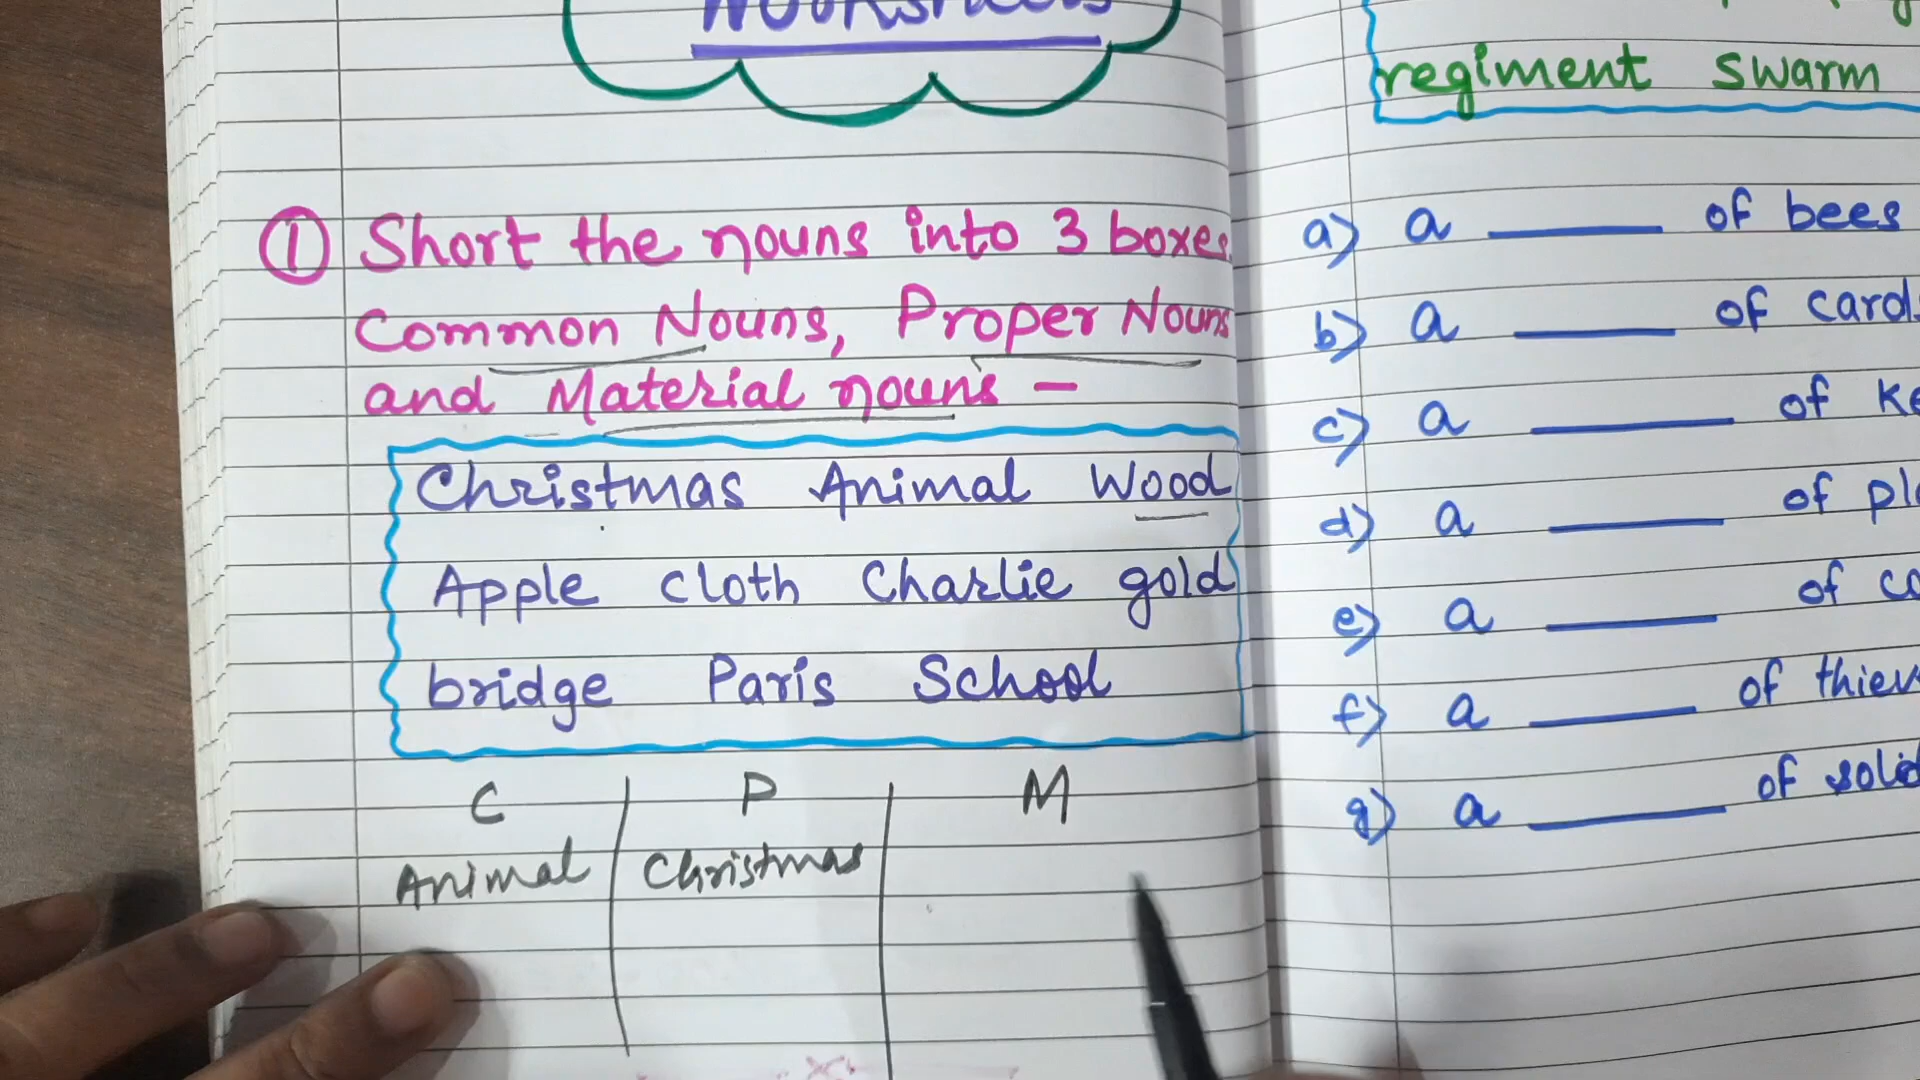 ① Short the nouns into 3 boxes.
Common Nouns, Proper Nouns
and Material nouns –
Christmas Animal Wood
Apple cloth Charlie gold
bridge Paris School
C P M
Animal Christmas
regiment swarm
a) a ______ of bees
b) a ______ of
c) a ______ of
d) a ______ of
e) a ______ of
f) a ______ of
g) a ______ of